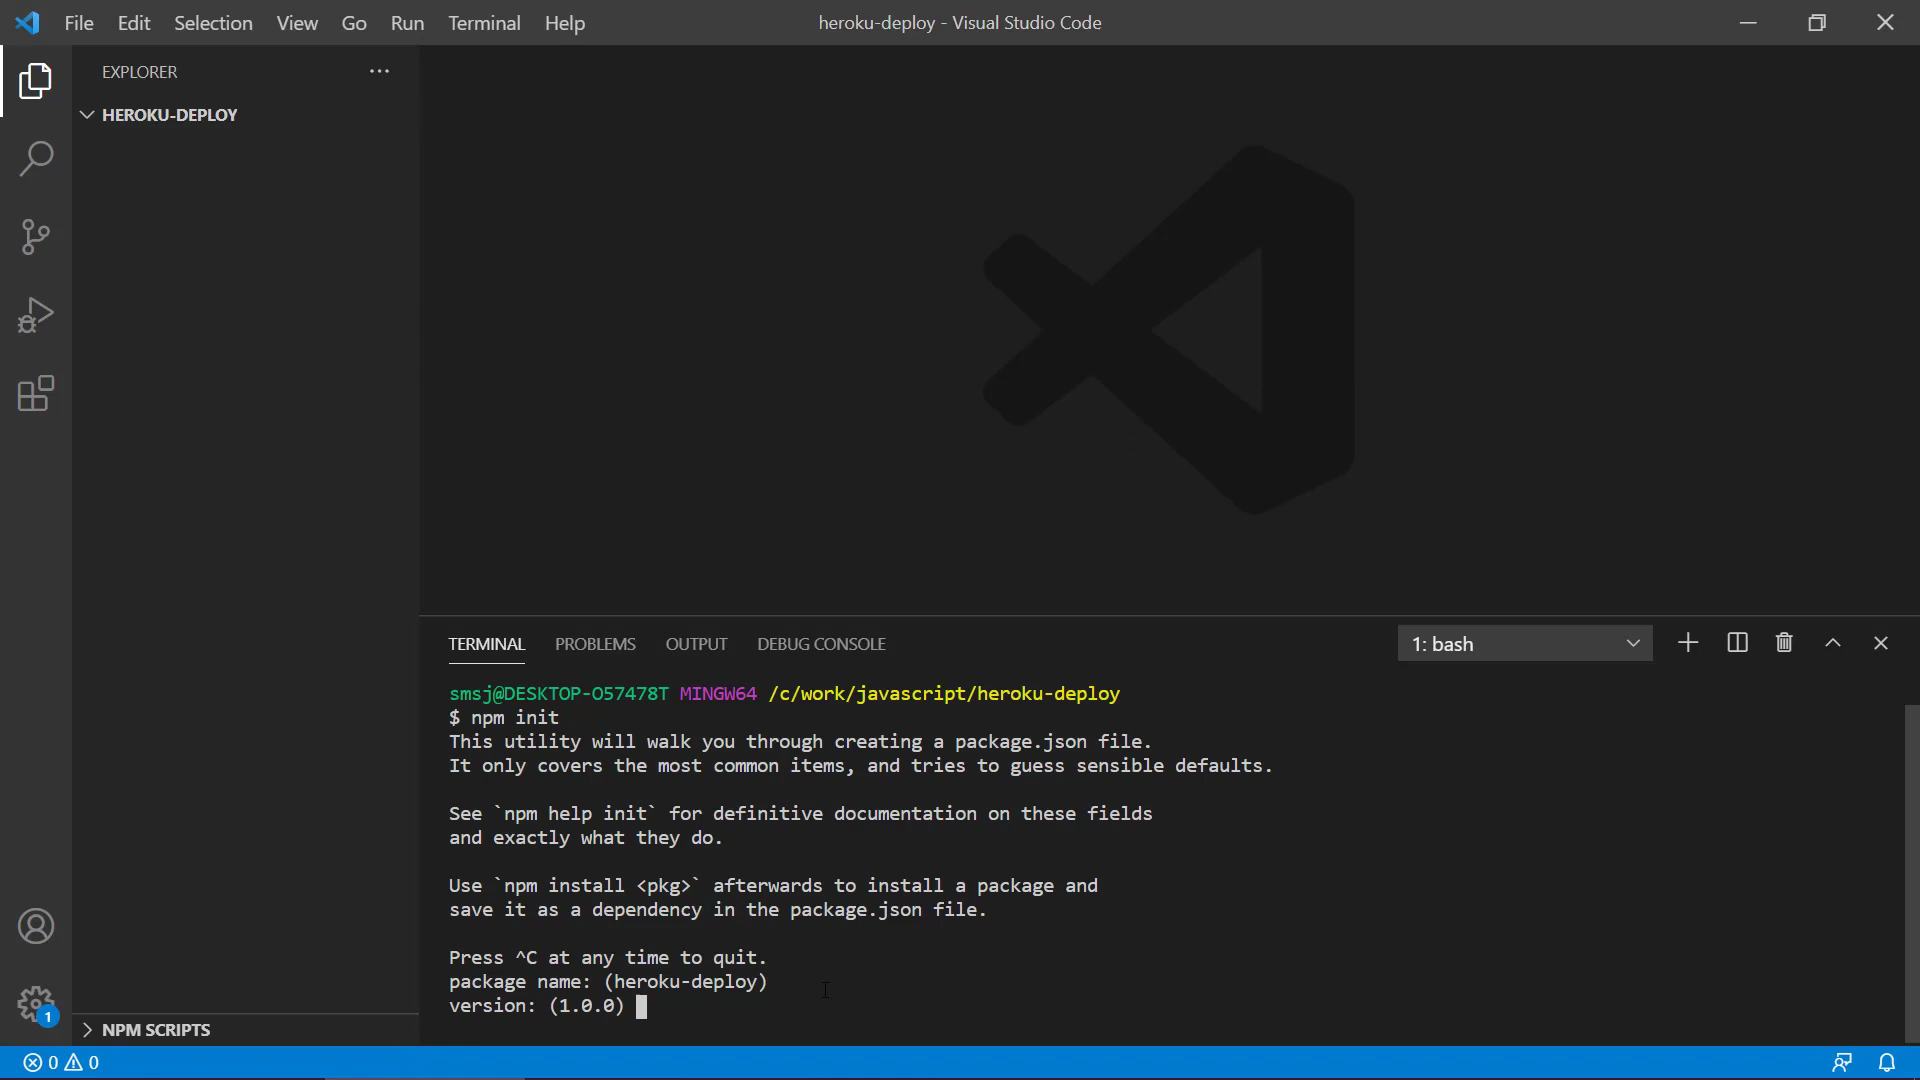 File Edit Selection View Go Run Terminal Help
heroku-deploy - Visual Studio Code
EXPLORER
HEROKU-DEPLOY
TERMINAL PROBLEMS OUTPUT DEBUG CONSOLE
1: bash
smsj@DESKTOP-O57478T MINGW64 /c/work/javascript/heroku-deploy
$ npm init
This utility will walk you through creating a package.json file.
It only covers the most common items, and tries to guess sensible defaults.
See `npm help init` for definitive documentation on these fields
and exactly what they do.
Use `npm install <pkg>` afterwards to install a package and
save it as a dependency in the package.json file.
Press ^C at any time to quit.
package name: (heroku-deploy)
version: (1.0.0)
1
NPM SCRIPTS
0 0